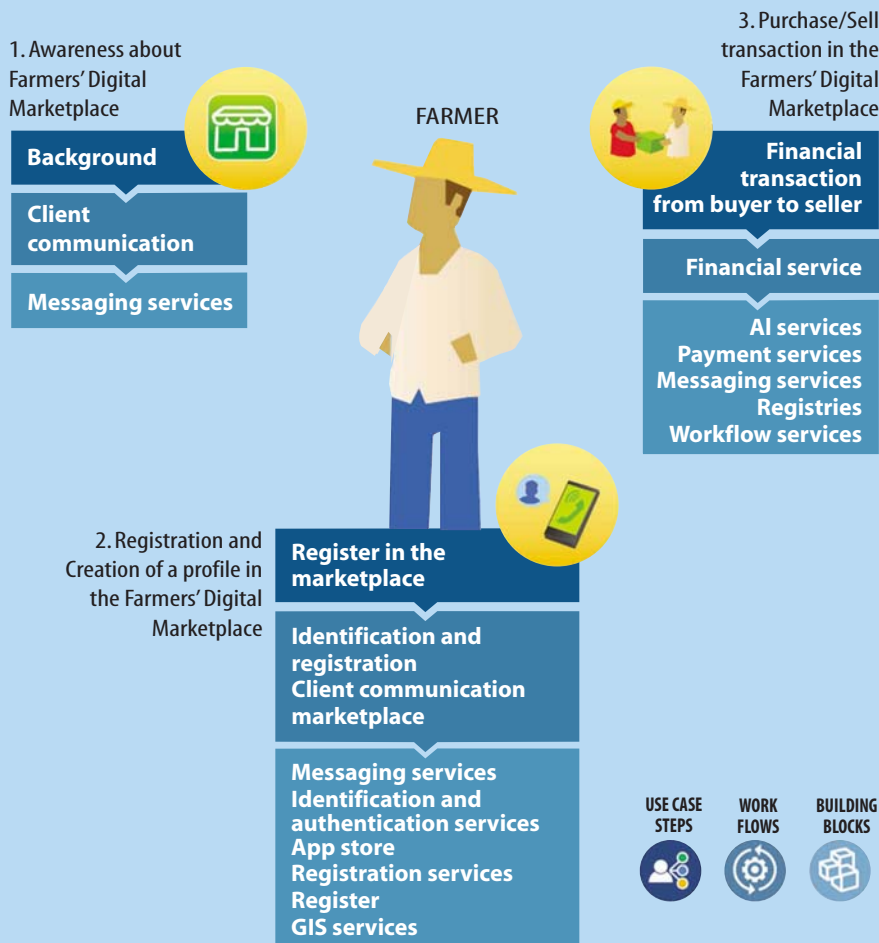 1. Awareness about
Farmers' Digital
Marketplace
Background
Client
communication
Messaging services
FARMER
3. Purchase/Sell
transaction in the
Farmers' Digital
Marketplace
Financial
transaction
from buyer to seller
Financial service
AI services
Payment services
Messaging services
Registries
Workflow services
2. Registration and
Creation of a profile in
the Farmers' Digital
Marketplace
Register in the
marketplace
Identification and
registration
Client communication
marketplace
Messaging services
Identification and
authentication services
App store
Registration services
Register
GIS services
USE CASE
STEPS
WORK
FLOWS
BUILDING
BLOCKS